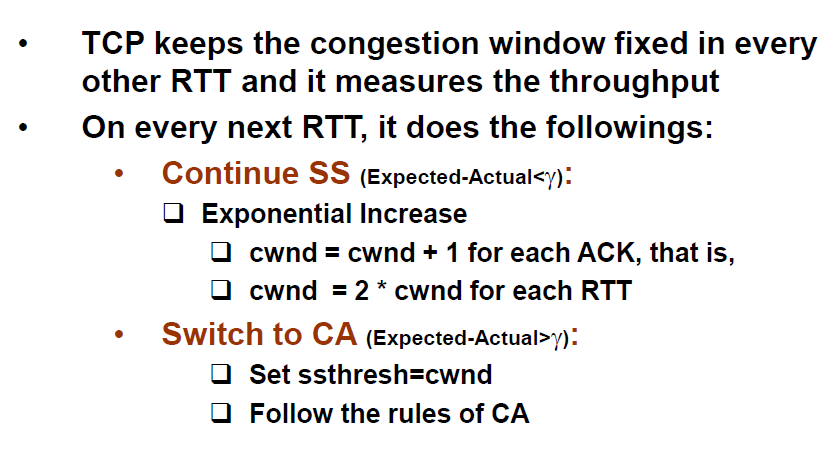 • TCP keeps the congestion window fixed in every
other RTT and it measures the throughput
• On every next RTT, it does the followings:
• Continue SS (Expected-Actual<γ):
❑ Exponential Increase
❑ cwnd = cwnd + 1 for each ACK, that is,
❑ cwnd = 2 * cwnd for each RTT
• Switch to CA (Expected-Actual>γ):
❑ Set ssthresh=cwnd
❑ Follow the rules of CA